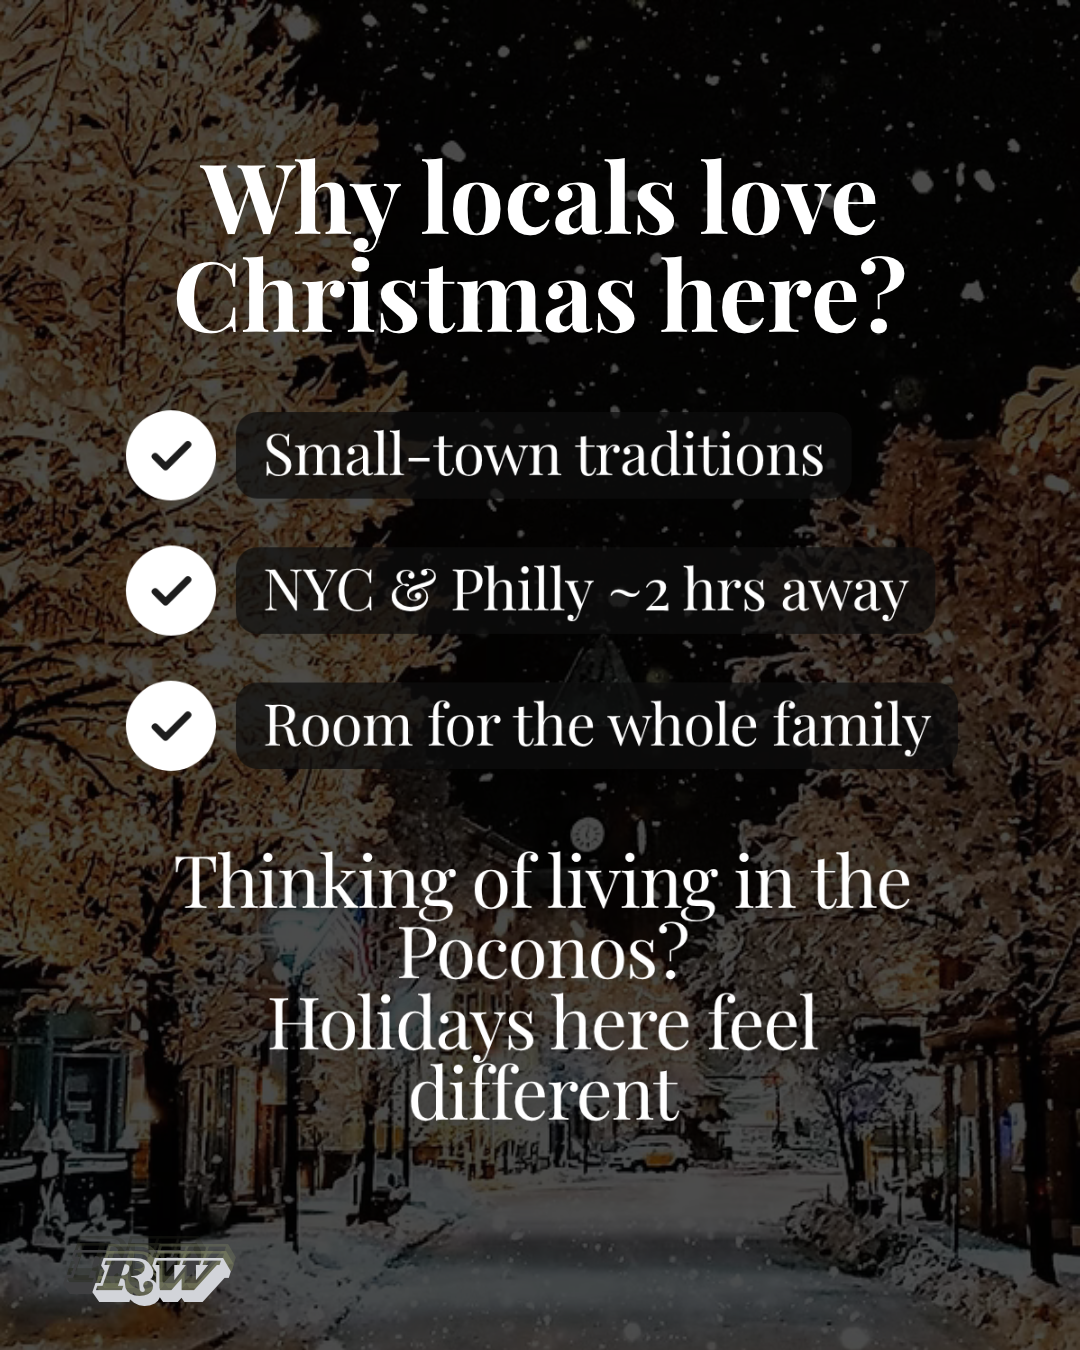 Why locals love
Christmas here?
Small-town traditions
NYC & Philly ~2 hrs away
Room for the whole family
Thinking of living in the
Poconos?
Holidays here feel
different
RW